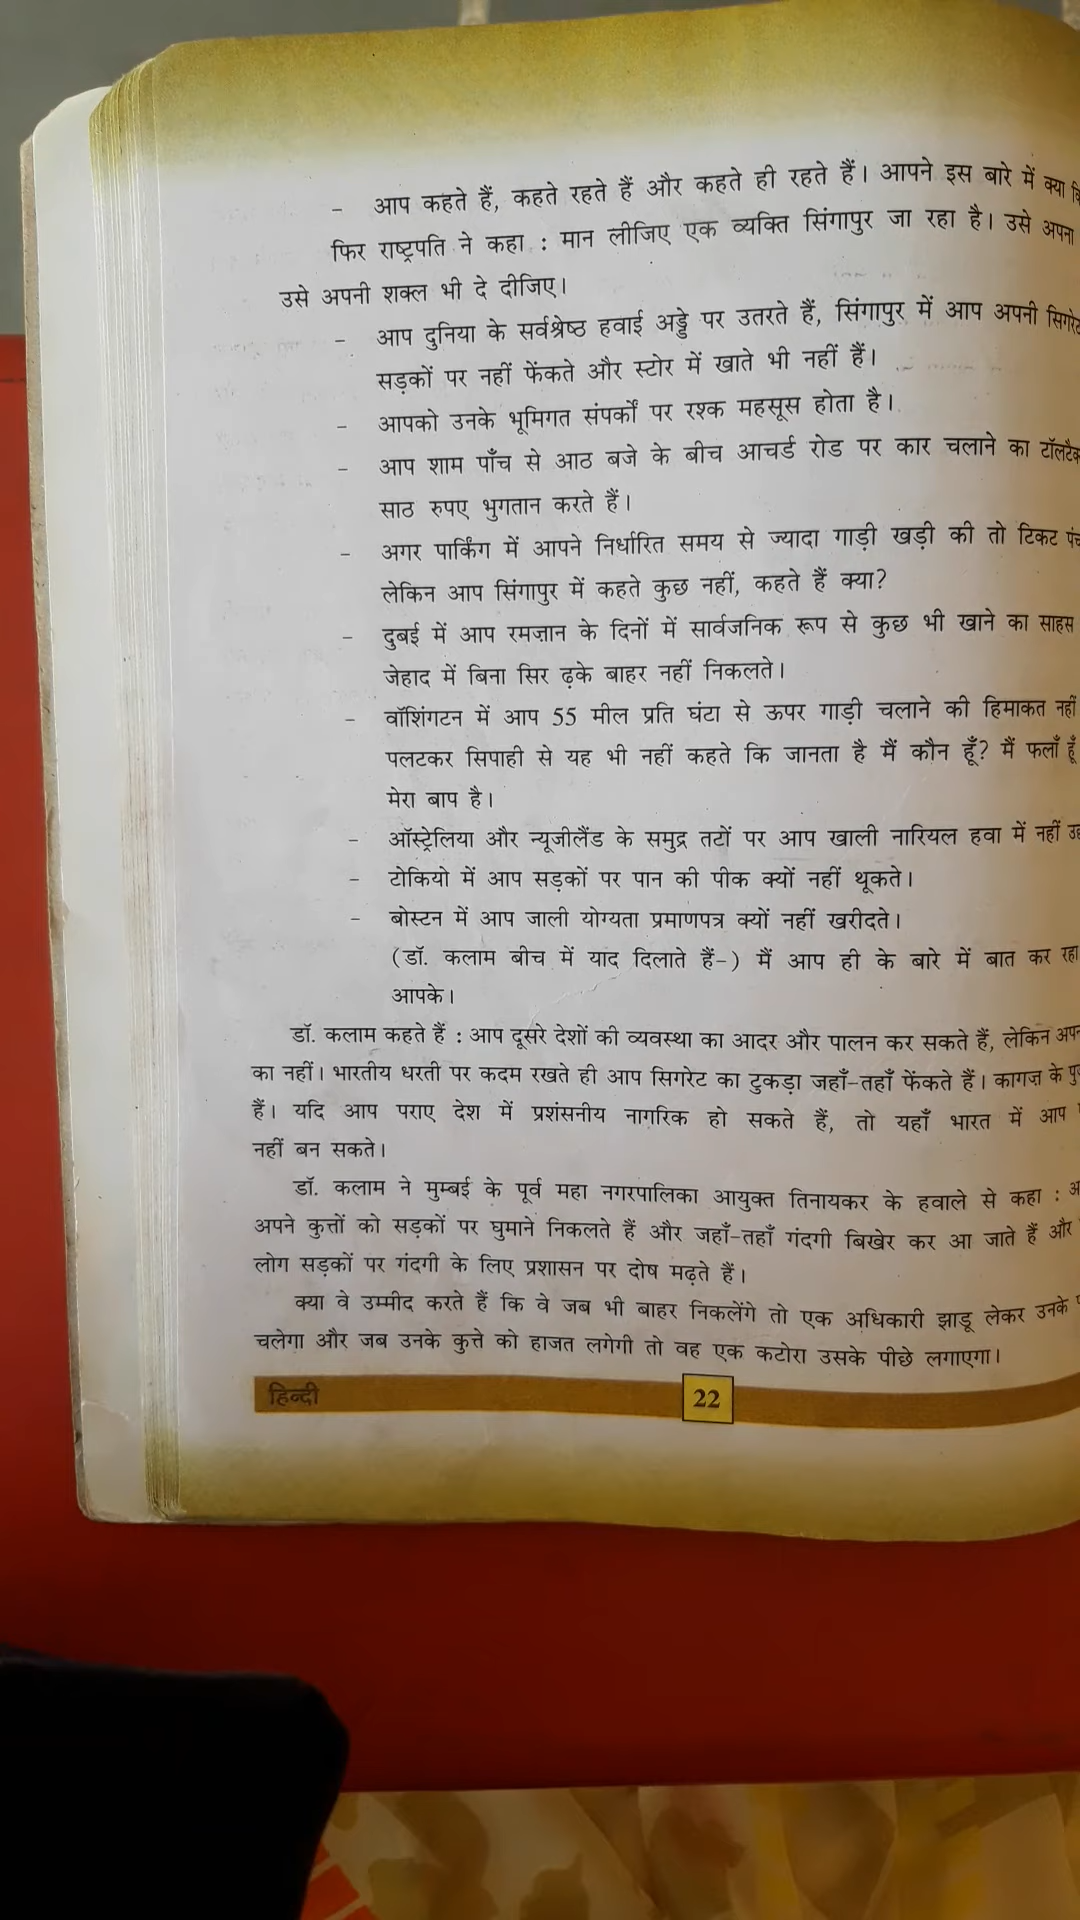 – आप कहते हैं, कहते रहते हैं और कहते ही रहते हैं। आपने इस बारे में क्या
फिर राष्ट्रपति ने कहा : मान लीजिए एक व्यक्ति सिंगापुर जा रहा है। उसे अपना
उसे अपनी शक्ल भी दे दीजिए।
– आप दुनिया के सर्वश्रेष्ठ हवाई अड्डे पर उतरते हैं, सिंगापुर में आप अपनी
सड़कों पर नहीं फेंकते और स्टोर में खाते भी नहीं हैं।
– आपको उनके भूमिगत संपर्कों पर रश्क महसूस होता है।
– आप शाम पाँच से आठ बजे के बीच आचर्ड रोड पर कार चलाने का
साठ रुपए भुगतान करते हैं।
– अगर पार्किंग में आपने निर्धारित समय से ज्यादा गाड़ी खड़ी की तो टिकट
लेकिन आप सिंगापुर में कहते कुछ नहीं, कहते हैं क्या?
– दुबई में आप रमज़ान के दिनों में सार्वजनिक रूप से कुछ भी खाने का साहस
जेहाद में बिना सिर ढ़के बाहर नहीं निकलते।
– वॉशिंगटन में आप 55 मील प्रति घंटा से ऊपर गाड़ी चलाने की हिमाकत नहीं
पलटकर सिपाही से यह भी नहीं कहते कि जानता है मैं कौन हूँ? मैं फलाँ हूँ
मेरा बाप है।
– ऑस्ट्रेलिया और न्यूजीलैंड के समुद्र तटों पर आप खाली नारियल हवा में नहीं
– टोकियो में आप सड़कों पर पान की पीक क्यों नहीं थूकते।
– बोस्टन में आप जाली योग्यता प्रमाणपत्र क्यों नहीं खरीदते।
(डॉ. कलाम बीच में याद दिलाते हैं-) मैं आप ही के बारे में बात कर रहा
आपके।
डॉ. कलाम कहते हैं : आप दूसरे देशों की व्यवस्था का आदर और पालन कर सकते हैं, लेकिन
का नहीं। भारतीय धरती पर कदम रखते ही आप सिगरेट का टुकड़ा जहाँ-तहाँ फेंकते हैं। कागज़ के
हैं। यदि आप पराए देश में प्रशंसनीय नागरिक हो सकते हैं, तो यहाँ भारत में आप
नहीं बन सकते।
डॉ. कलाम ने मुम्बई के पूर्व महा नगरपालिका आयुक्त तिनायकर के हवाले से कहा :
अपने कुत्तों को सड़कों पर घुमाने निकलते हैं और जहाँ-तहाँ गंदगी बिखेर कर आ जाते हैं और
लोग सड़कों पर गंदगी के लिए प्रशासन पर दोष मढ़ते हैं।
क्या वे उम्मीद करते हैं कि वे जब भी बाहर निकलेंगे तो एक अधिकारी झाडू लेकर उनके
चलेगा और जब उनके कुत्ते को हाजत लगेगी तो वह एक कटोरा उसके पीछे लगाएगा।
हिन्दी
22